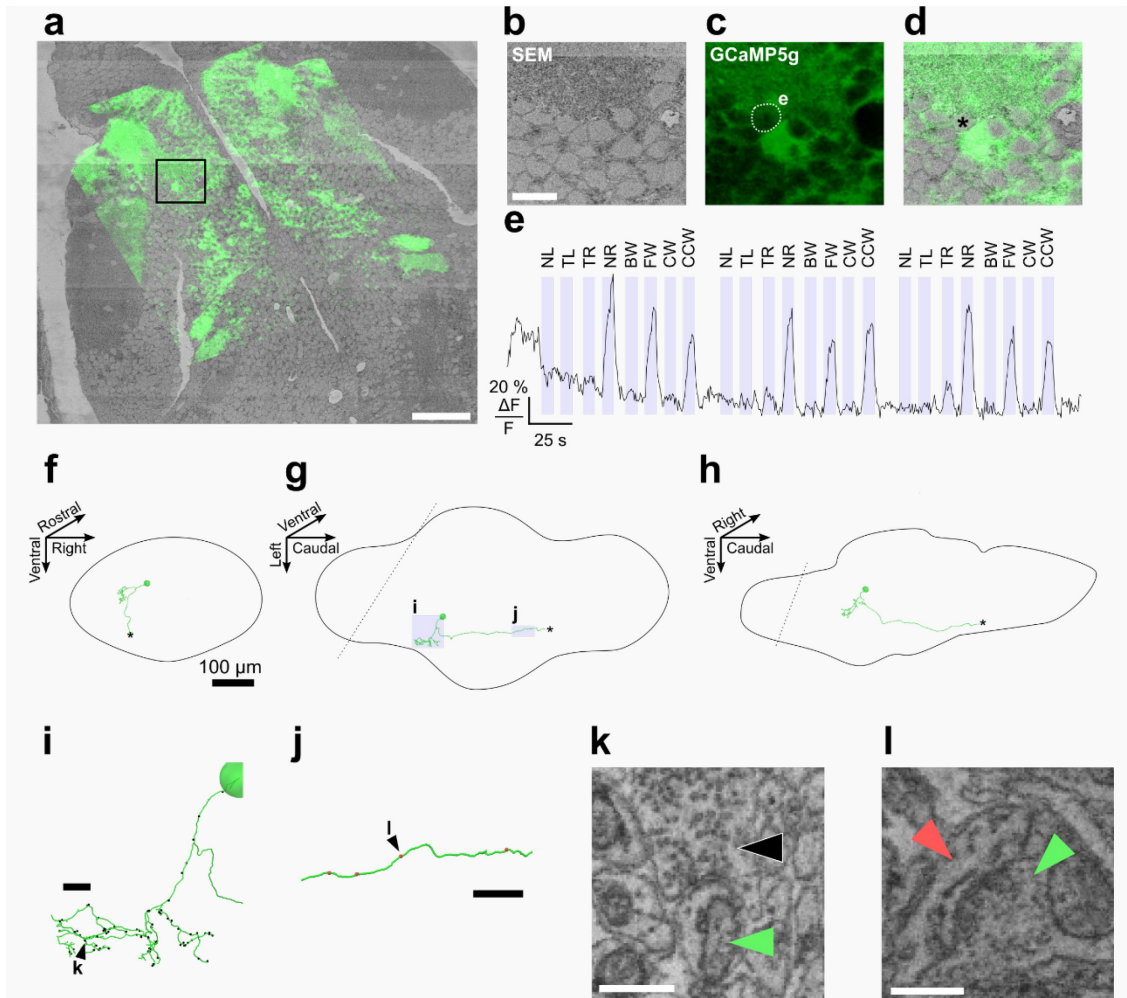 a
b
c
d
SEM
GCaMP5g
e
*
e
NL TL TR NR BW FW CW CCW NL TL TR NR BW FW CW CCW NL TL TR NR BW FW CW CCW
20 %
ΔF
F
25 s
f
g
h
Rostral
Right
Ventral
Ventral
Caudal
Left
Right
Caudal
Ventral
i
j
*
*
*
100 µm
i
j
k
l
l
k